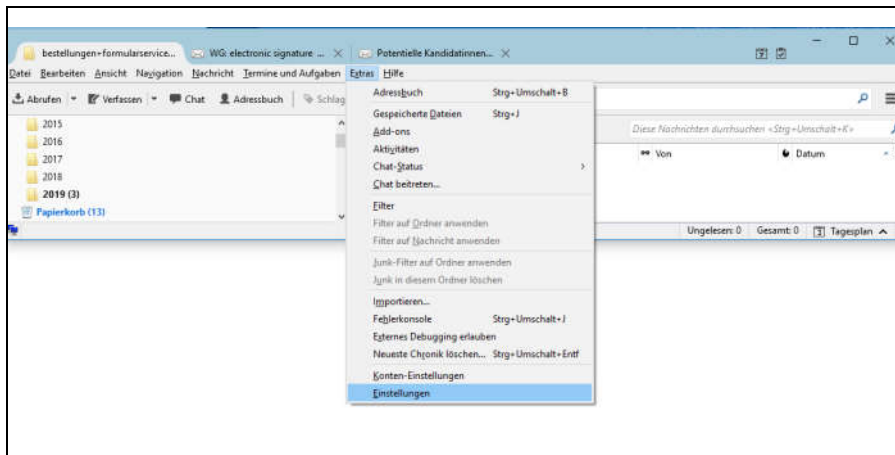 bestellungen+formularservice... WG: electronic signature ... Potentielle Kandidatinnen...
Datei Bearbeiten Ansicht Navigation Nachricht Termine und Aufgaben Extras Hilfe
Abrufen Verfassen Chat Adressbuch Schlag
Adressbuch Strg+Umschalt+B
Gespeicherte Dateien Strg+J
Add-ons
Aktivitäten
Chat-Status
Chat beitreten...
Filter
Filter auf Ordner anwenden
Filter auf Nachricht anwenden
Junk-Filter auf Ordner anwenden
Junk in diesem Ordner löschen
Importieren...
Fehlerkonsole Strg+Umschalt+J
Externes Debugging erlauben
Neueste Chronik löschen... Strg+Umschalt+Entf
Konten-Einstellungen
Einstellungen
2015
2016
2017
2018
2019 (3)
Papierkorb (13)
Diese Nachrichten durchsuchen <Strg+Umschalt+K>
Von Datum
Ungelesen: 0 Gesamt: 0 Tagesplan